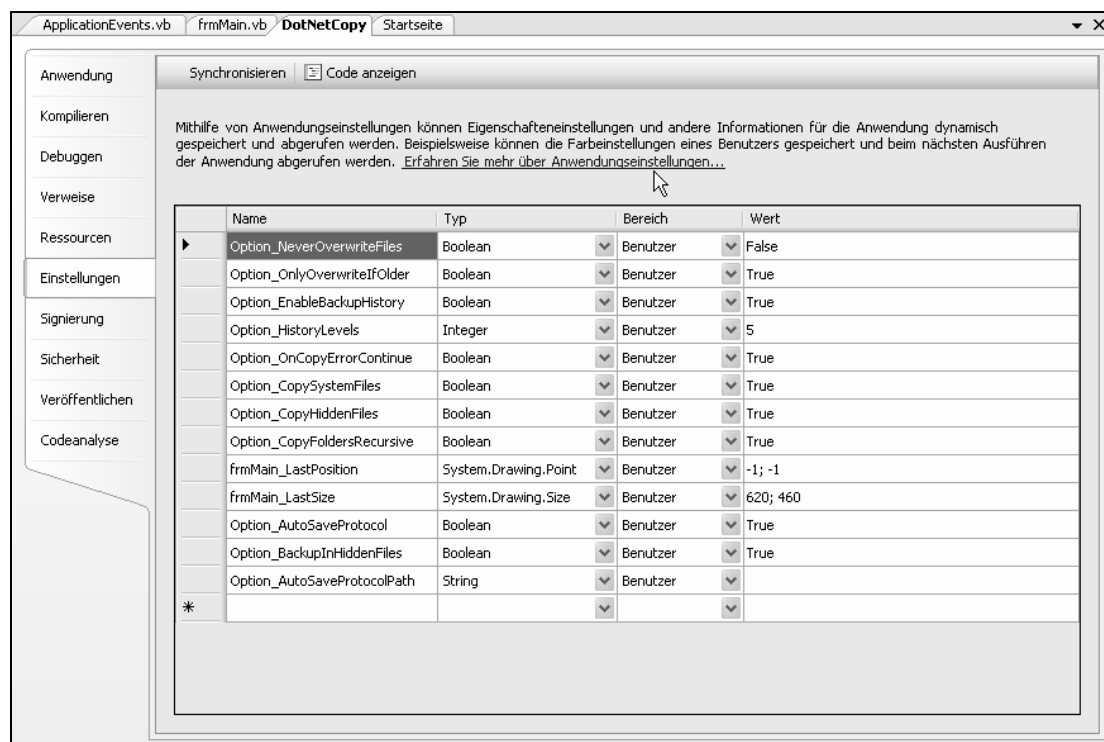 ApplicationEvents.vb frmMain.vb DotNetCopy Startseite
Anwendung
Kompilieren
Debuggen
Verweise
Ressourcen
Einstellungen
Signierung
Sicherheit
Veröffentlichen
Codeanalyse
Synchronisieren Code anzeigen
Mithilfe von Anwendungseinstellungen können Eigenschafteneinstellungen und andere Informationen für die Anwendung dynamisch
gespeichert und abgerufen werden. Beispielsweise können die Farbeinstellungen eines Benutzers gespeichert und beim nächsten Ausführen
der Anwendung abgerufen werden. Erfahren Sie mehr über Anwendungseinstellungen...
Name Typ Bereich Wert
Option_NeverOverwriteFiles Boolean Benutzer False
Option_OnlyOverwriteIfOlder Boolean Benutzer True
Option_EnableBackupHistory Boolean Benutzer True
Option_HistoryLevels Integer Benutzer 5
Option_OnCopyErrorContinue Boolean Benutzer True
Option_CopySystemFiles Boolean Benutzer True
Option_CopyHiddenFiles Boolean Benutzer True
Option_CopyFoldersRecursive Boolean Benutzer True
frmMain_LastPosition System.Drawing.Point Benutzer -1; -1
frmMain_LastSize System.Drawing.Size Benutzer 620; 460
Option_AutoSaveProtocol Boolean Benutzer True
Option_BackupInHiddenFiles Boolean Benutzer True
Option_AutoSaveProtocolPath String Benutzer